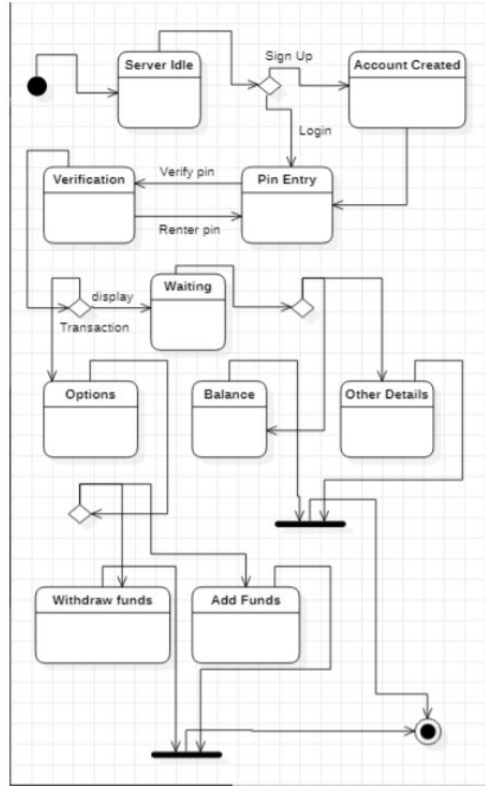 Server Idle
Sign Up
Account Created
Login
Verification
Verify pin
Pin Entry
Renter pin
display
Waiting
Transaction
Options
Balance
Other Details
Withdraw funds
Add Funds